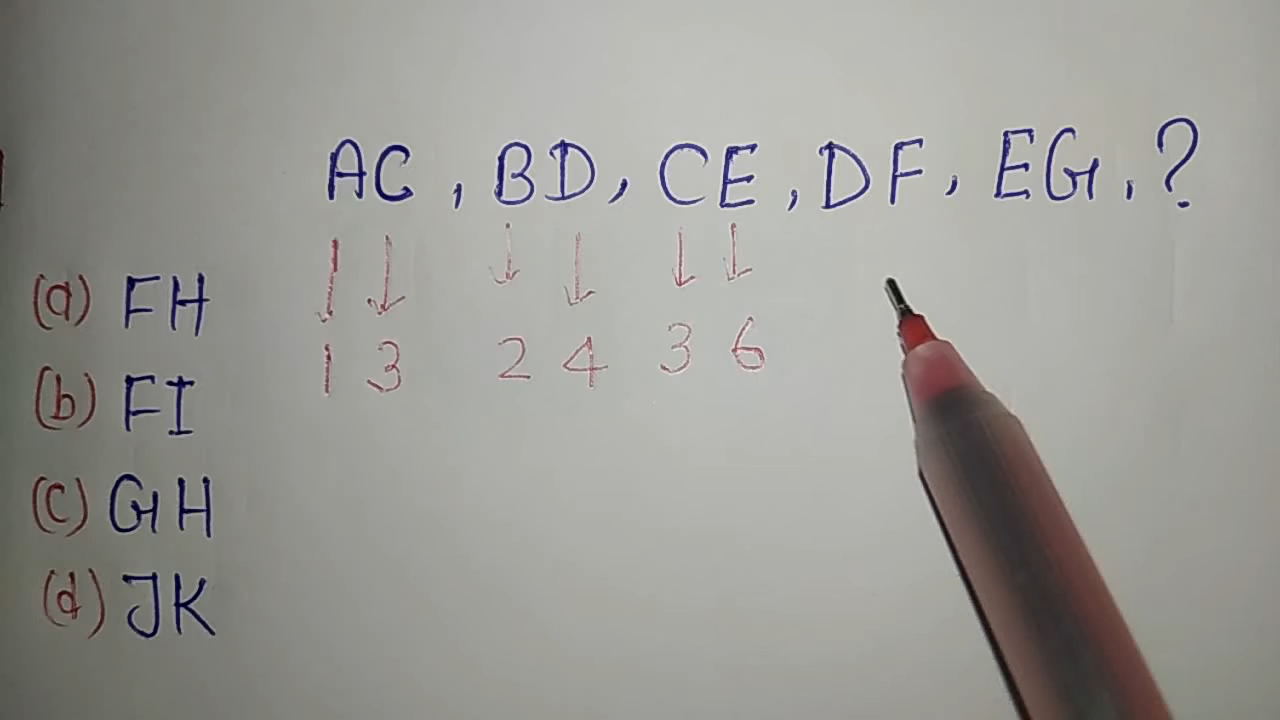 AC, BD, CE, DF, EG, ?
1 3 2 4 3 6
(a) FH
(b) FI
(c) GH
(d) JK